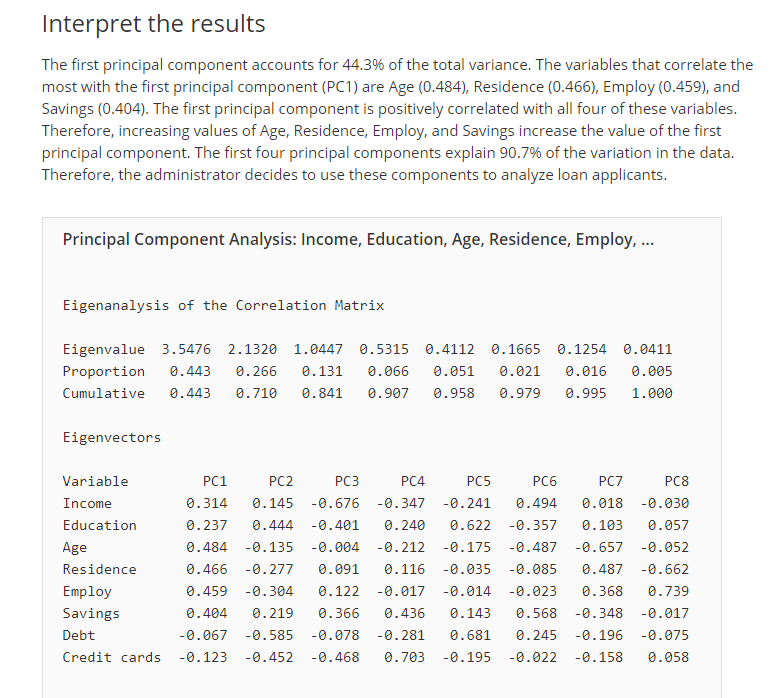 Interpret the results
The first principal component accounts for 44.3% of the total variance. The variables that correlate the
most with the first principal component (PC1) are Age (0.484), Residence (0.466), Employ (0.459), and
Savings (0.404). The first principal component is positively correlated with all four of these variables.
Therefore, increasing values of Age, Residence, Employ, and Savings increase the value of the first
principal component. The first four principal components explain 90.7% of the variation in the data.
Therefore, the administrator decides to use these components to analyze loan applicants.
Principal Component Analysis: Income, Education, Age, Residence, Employ, ...
Eigenanalysis of the Correlation Matrix
Eigenvalue 3.5476 2.1320 1.0447 0.5315 0.4112 0.1665 0.1254 0.0411
Proportion 0.443 0.266 0.131 0.066 0.051 0.021 0.016 0.005
Cumulative 0.443 0.710 0.841 0.907 0.958 0.979 0.995 1.000
Eigenvectors
Variable PC1 PC2 PC3 PC4 PC5 PC6 PC7 PC8
Income 0.314 0.145 -0.676 -0.347 -0.241 0.494 0.018 -0.030
Education 0.237 0.444 -0.401 0.240 0.622 -0.357 0.103 0.057
Age 0.484 -0.135 -0.004 -0.212 -0.175 -0.487 -0.657 -0.052
Residence 0.466 -0.277 0.091 0.116 -0.035 -0.085 0.487 -0.662
Employ 0.459 -0.304 0.122 -0.017 -0.014 -0.023 0.368 0.739
Savings 0.404 0.219 0.366 0.436 0.143 0.568 -0.348 -0.017
Debt -0.067 -0.585 -0.078 -0.281 0.681 0.245 -0.196 -0.075
Credit cards -0.123 -0.452 -0.468 0.703 -0.195 -0.022 -0.158 0.058